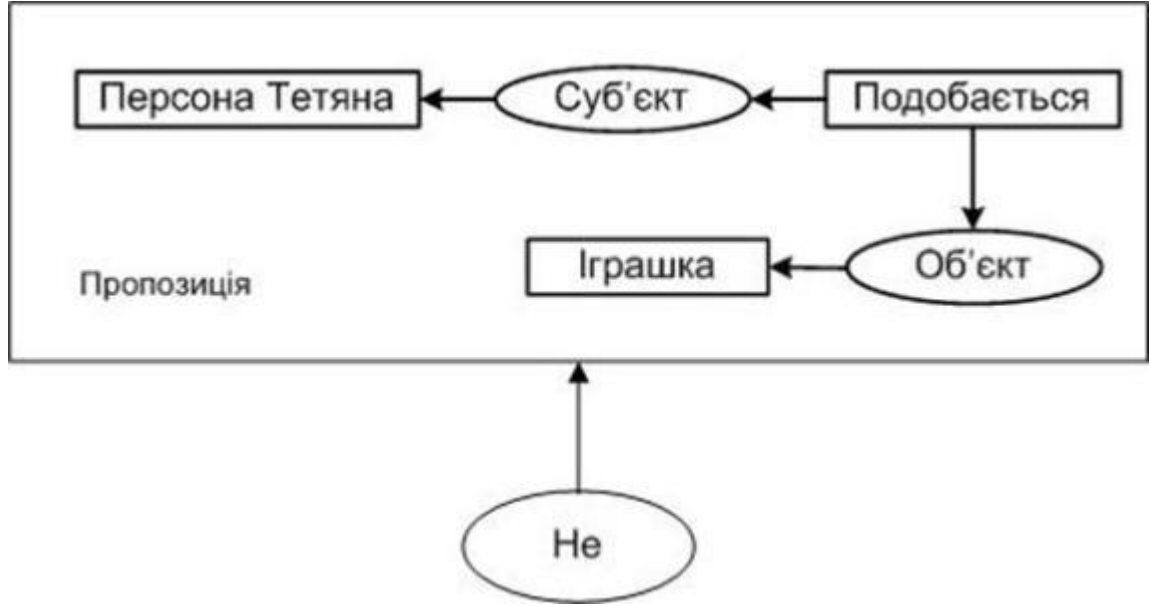 Персона Тетяна
Суб'єкт
Подобається
Іграшка
Об'єкт
Пропозиція
Не